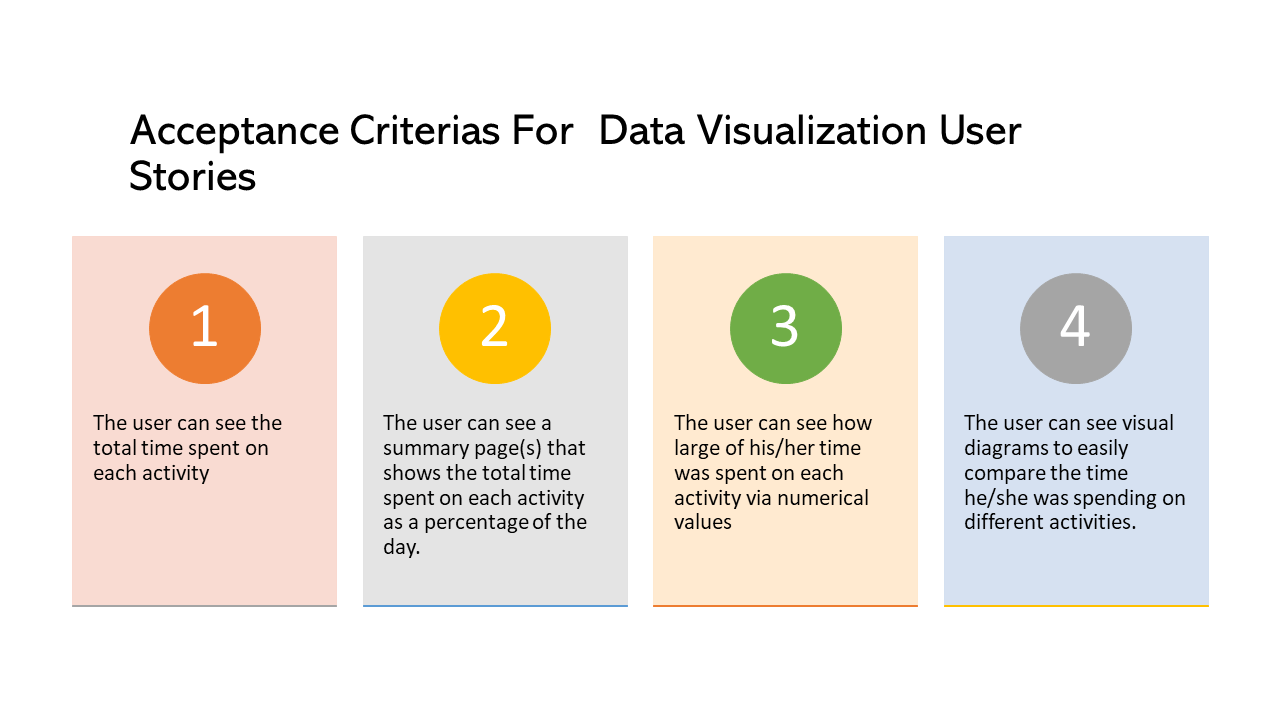 Acceptance Criterias For  Data Visualization User
Stories
1
The user can see the
total time spent on
each activity
2
The user can see a
summary page(s) that
shows the total time
spent on each activity
as a percentage of the
day.
3
The user can see how
large of his/her time
was spent on each
activity via numerical
values
4
The user can see visual
diagrams to easily
compare the time
he/she was spending on
different activities.